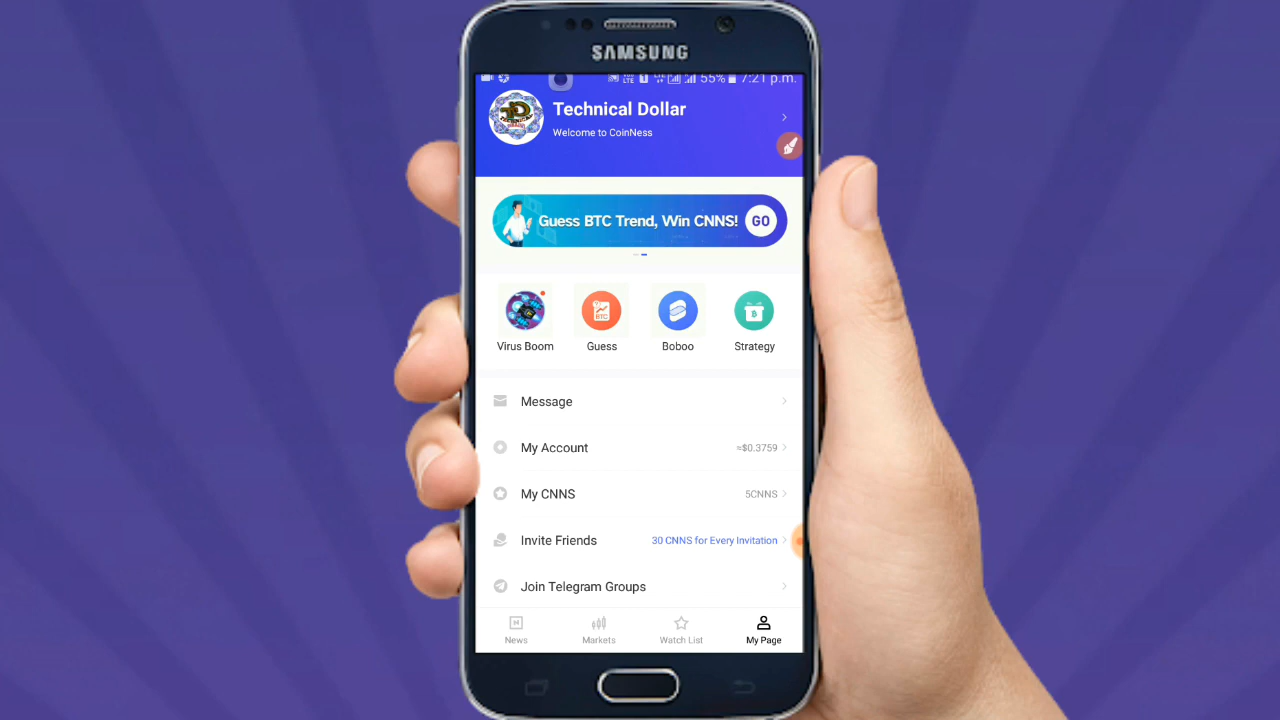 SAMSUNG
55% 7:21 p.m.
Technical Dollar
Welcome to CoinNess
Guess BTC Trend, Win CNNS! GO
Virus Boom Guess Boboo Strategy
Message
My Account ≈$0.3759
My CNNS 5CNNS
Invite Friends 30 CNNS for Every Invitation
Join Telegram Groups
News Markets Watch List My Page